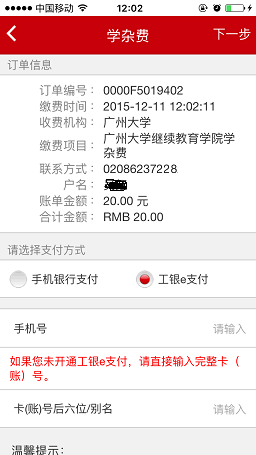 中国移动 12:02
学杂费 下一步
订单信息
订单编号： 0000F5019402
缴费时间： 2015-12-11 12:02:11
收费机构： 广州大学
缴费项目： 广州大学继续教育学院学
杂费
联系方式： 02086237228
户名：
账单金额： 20.00 元
合计金额： RMB 20.00
请选择支付方式
手机银行支付 工银e支付
手机号 请输入
如果您未开通工银e支付，请直接输入完整卡（
账）号。
卡(账)号后六位/别名 请输入
温馨提示：